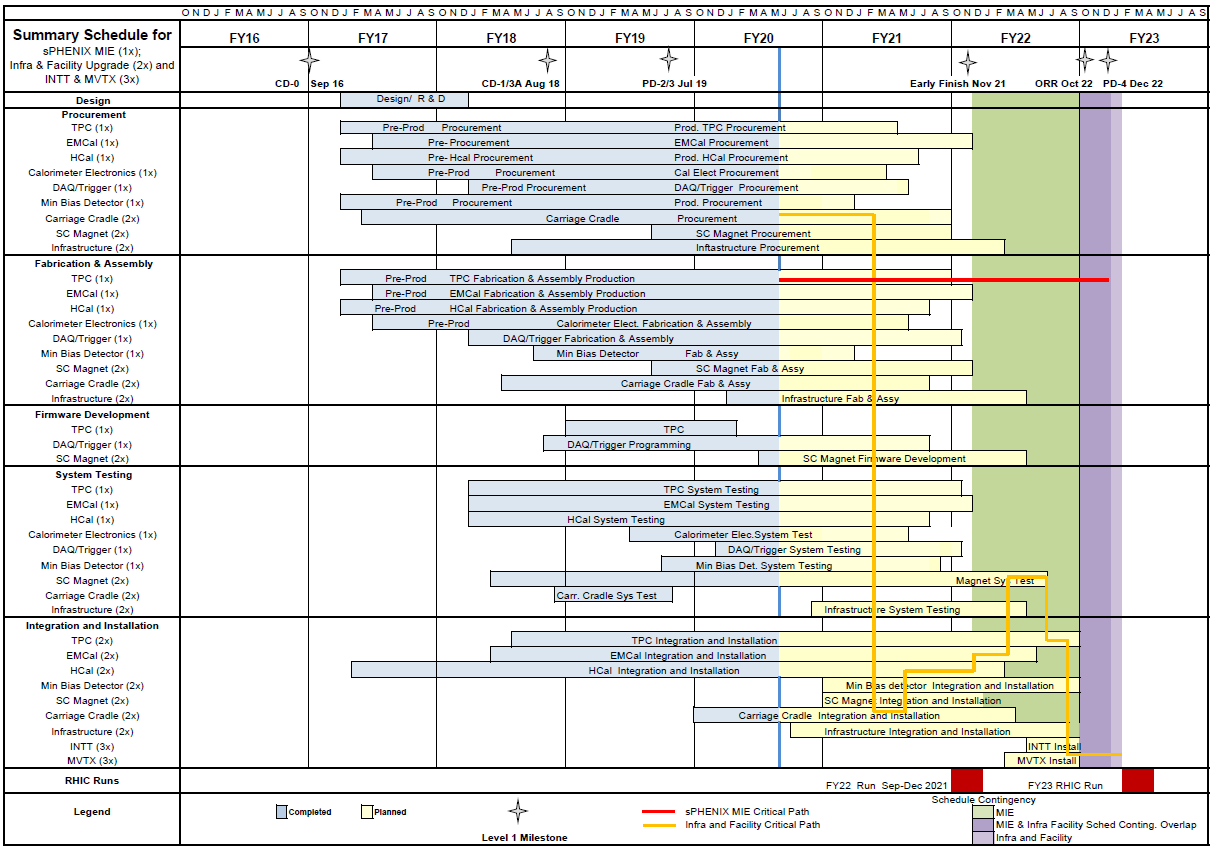 O N D J F M A M J J A S O N D J F M A M J J A S O N D J F M A M J J A S O N D J F M A M J J A S O N D J F M A M J J A S O N D J F M A M J J A S O N D J F M A M J J A S O N D J F M A M J J A S
Summary Schedule for
sPHENIX MIE (1x);
Infra & Facility Upgrade (2x) and
INTT & MVTX (3x)
FY16 FY17 FY18 FY19 FY20 FY21 FY22 FY23
CD-0 Sep 16 CD-1/3A Aug 18 PD-2/3 Jul 19 Early Finish Nov 21 ORR Oct 22 PD-4 Dec 22
Design Design/ R & D
Procurement
TPC (1x) Pre-Prod Procurement Prod. TPC Procurement
EMCal (1x) Pre- Procurement EMCal Procurement
HCal (1x) Pre- Hcal Procurement Prod. HCal Procurement
Calorimeter Electronics (1x) Pre-Prod Procurement Cal Elect Procurement
DAQ/Trigger (1x) Pre-Prod Procurement DAQ/Trigger Procurement
Min Bias Detector (1x) Pre-Prod Procurement Prod. Procurement
Carriage Cradle (2x) Carriage Cradle Procurement
SC Magnet (2x) SC Magnet Procurement
Infrastructure (2x) Inftastructure Procurement
Fabrication & Assembly
TPC (1x) Pre-Prod TPC Fabrication & Assembly Production
EMCal (1x) Pre-Prod EMCal Fabrication & Assembly Production
HCal (1x) Pre-Prod HCal Fabrication & Assembly Production
Calorimeter Electronics (1x) Pre-Prod Calorimeter Elect. Fabrication & Assembly
DAQ/Trigger (1x) DAQ/Trigger Fabrication & Assembly
Min Bias Detector (1x) Min Bias Detector Fab & Assy
SC Magnet (2x) SC Magnet Fab & Assy
Carriage Cradle (2x) Carriage Cradle Fab & Assy
Infrastructure (2x) Infrastructure Fab & Assy
Firmware Development
TPC (1x) TPC
DAQ/Trigger (1x) DAQ/Trigger Programming
SC Magnet (2x) SC Magnet Firmware Development
System Testing
TPC (1x) TPC System Testing
EMCal (1x) EMCal System Testing
HCal (1x) HCal System Testing
Calorimeter Electronics (1x) Calorimeter Elec.System Test
DAQ/Trigger (1x) DAQ/Trigger System Testing
Min Bias Detector (1x) Min Bias Det. System Testing
SC Magnet (2x) Magnet Sys Test
Carriage Cradle (2x) Carr. Cradle Sys Test
Infrastructure (2x) Infrastructure System Testing
Integration and Installation
TPC (2x) TPC Integration and Installation
EMCal (2x) EMCal Integration and Installation
HCal (2x) HCal Integration and Installation
Min Bias Detector (2x) Min Bias detector Integration and Installation
SC Magnet (2x) SC Magnet Integration and Installation
Carriage Cradle (2x) Carriage Cradle Integration and Installation
Infrastructure (2x) Infrastructure Integration and Installation
INTT (3x) INTT Install
MVTX (3x) MVTX Install
RHIC Runs FY22 Run Sep-Dec 2021 FY23 RHIC Run
Legend Completed Planned Level 1 Milestone
sPHENIX MIE Critical Path
Infra and Facility Critical Path
Schedule Contingency
MIE
MIE & Infra Facility Sched Conting. Overlap
Infra and Facility